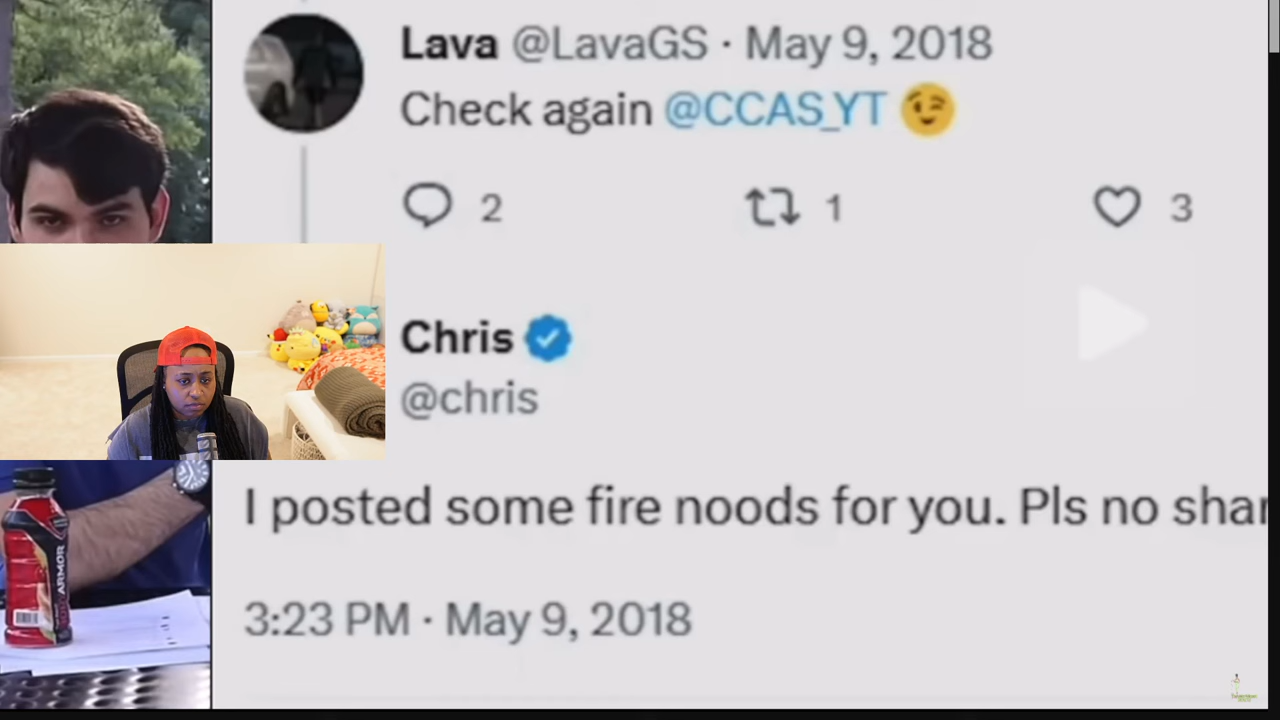 Lava @LavaGS · May 9, 2018
Check again @CCAS_YT 😉
2 1 3
Chris
@chris
I posted some fire noods for you. Pls no shar
3:23 PM · May 9, 2018
ARMOR